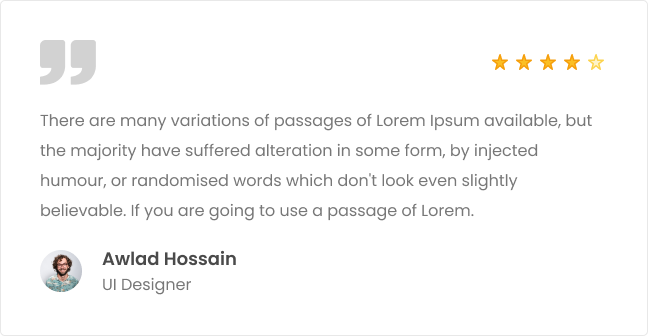 There are many variations of passages of Lorem Ipsum available, but
the majority have suffered alteration in some form, by injected
humour, or randomised words which don't look even slightly
believable. If you are going to use a passage of Lorem.
Awlad Hossain
UI Designer